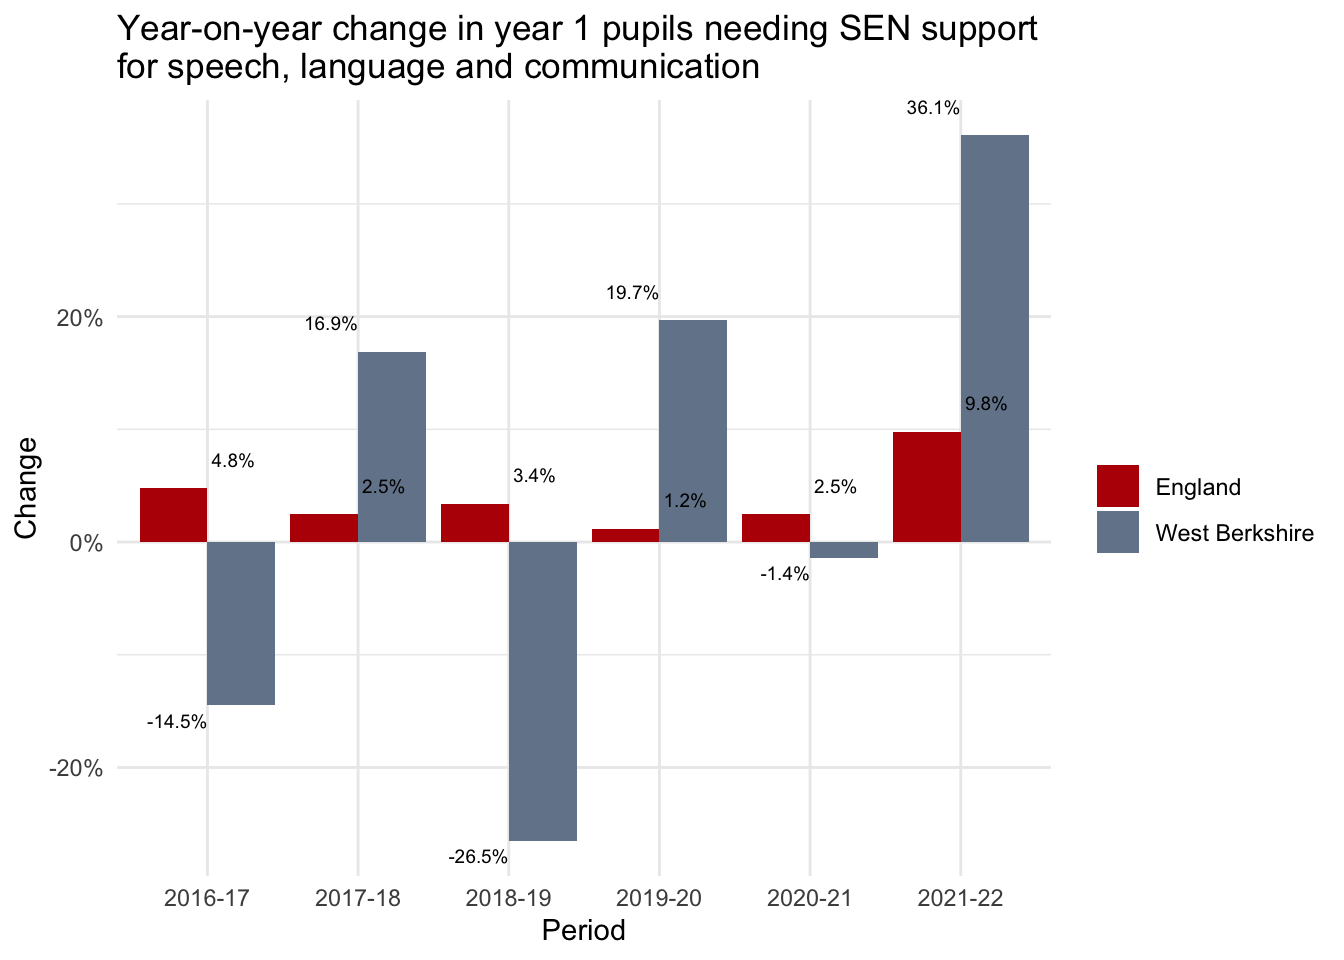 Year-on-year change in year 1 pupils needing SEN support
for speech, language and communication
36.1%
19.7%
20%
16.9%
9.8%
4.8%
3.4%
2.5%
2.5%
1.2%
Change
England
West Berkshire
0%
-1.4%
-14.5%
-20%
-26.5%
2016-17 2017-18 2018-19 2019-20 2020-21 2021-22
Period